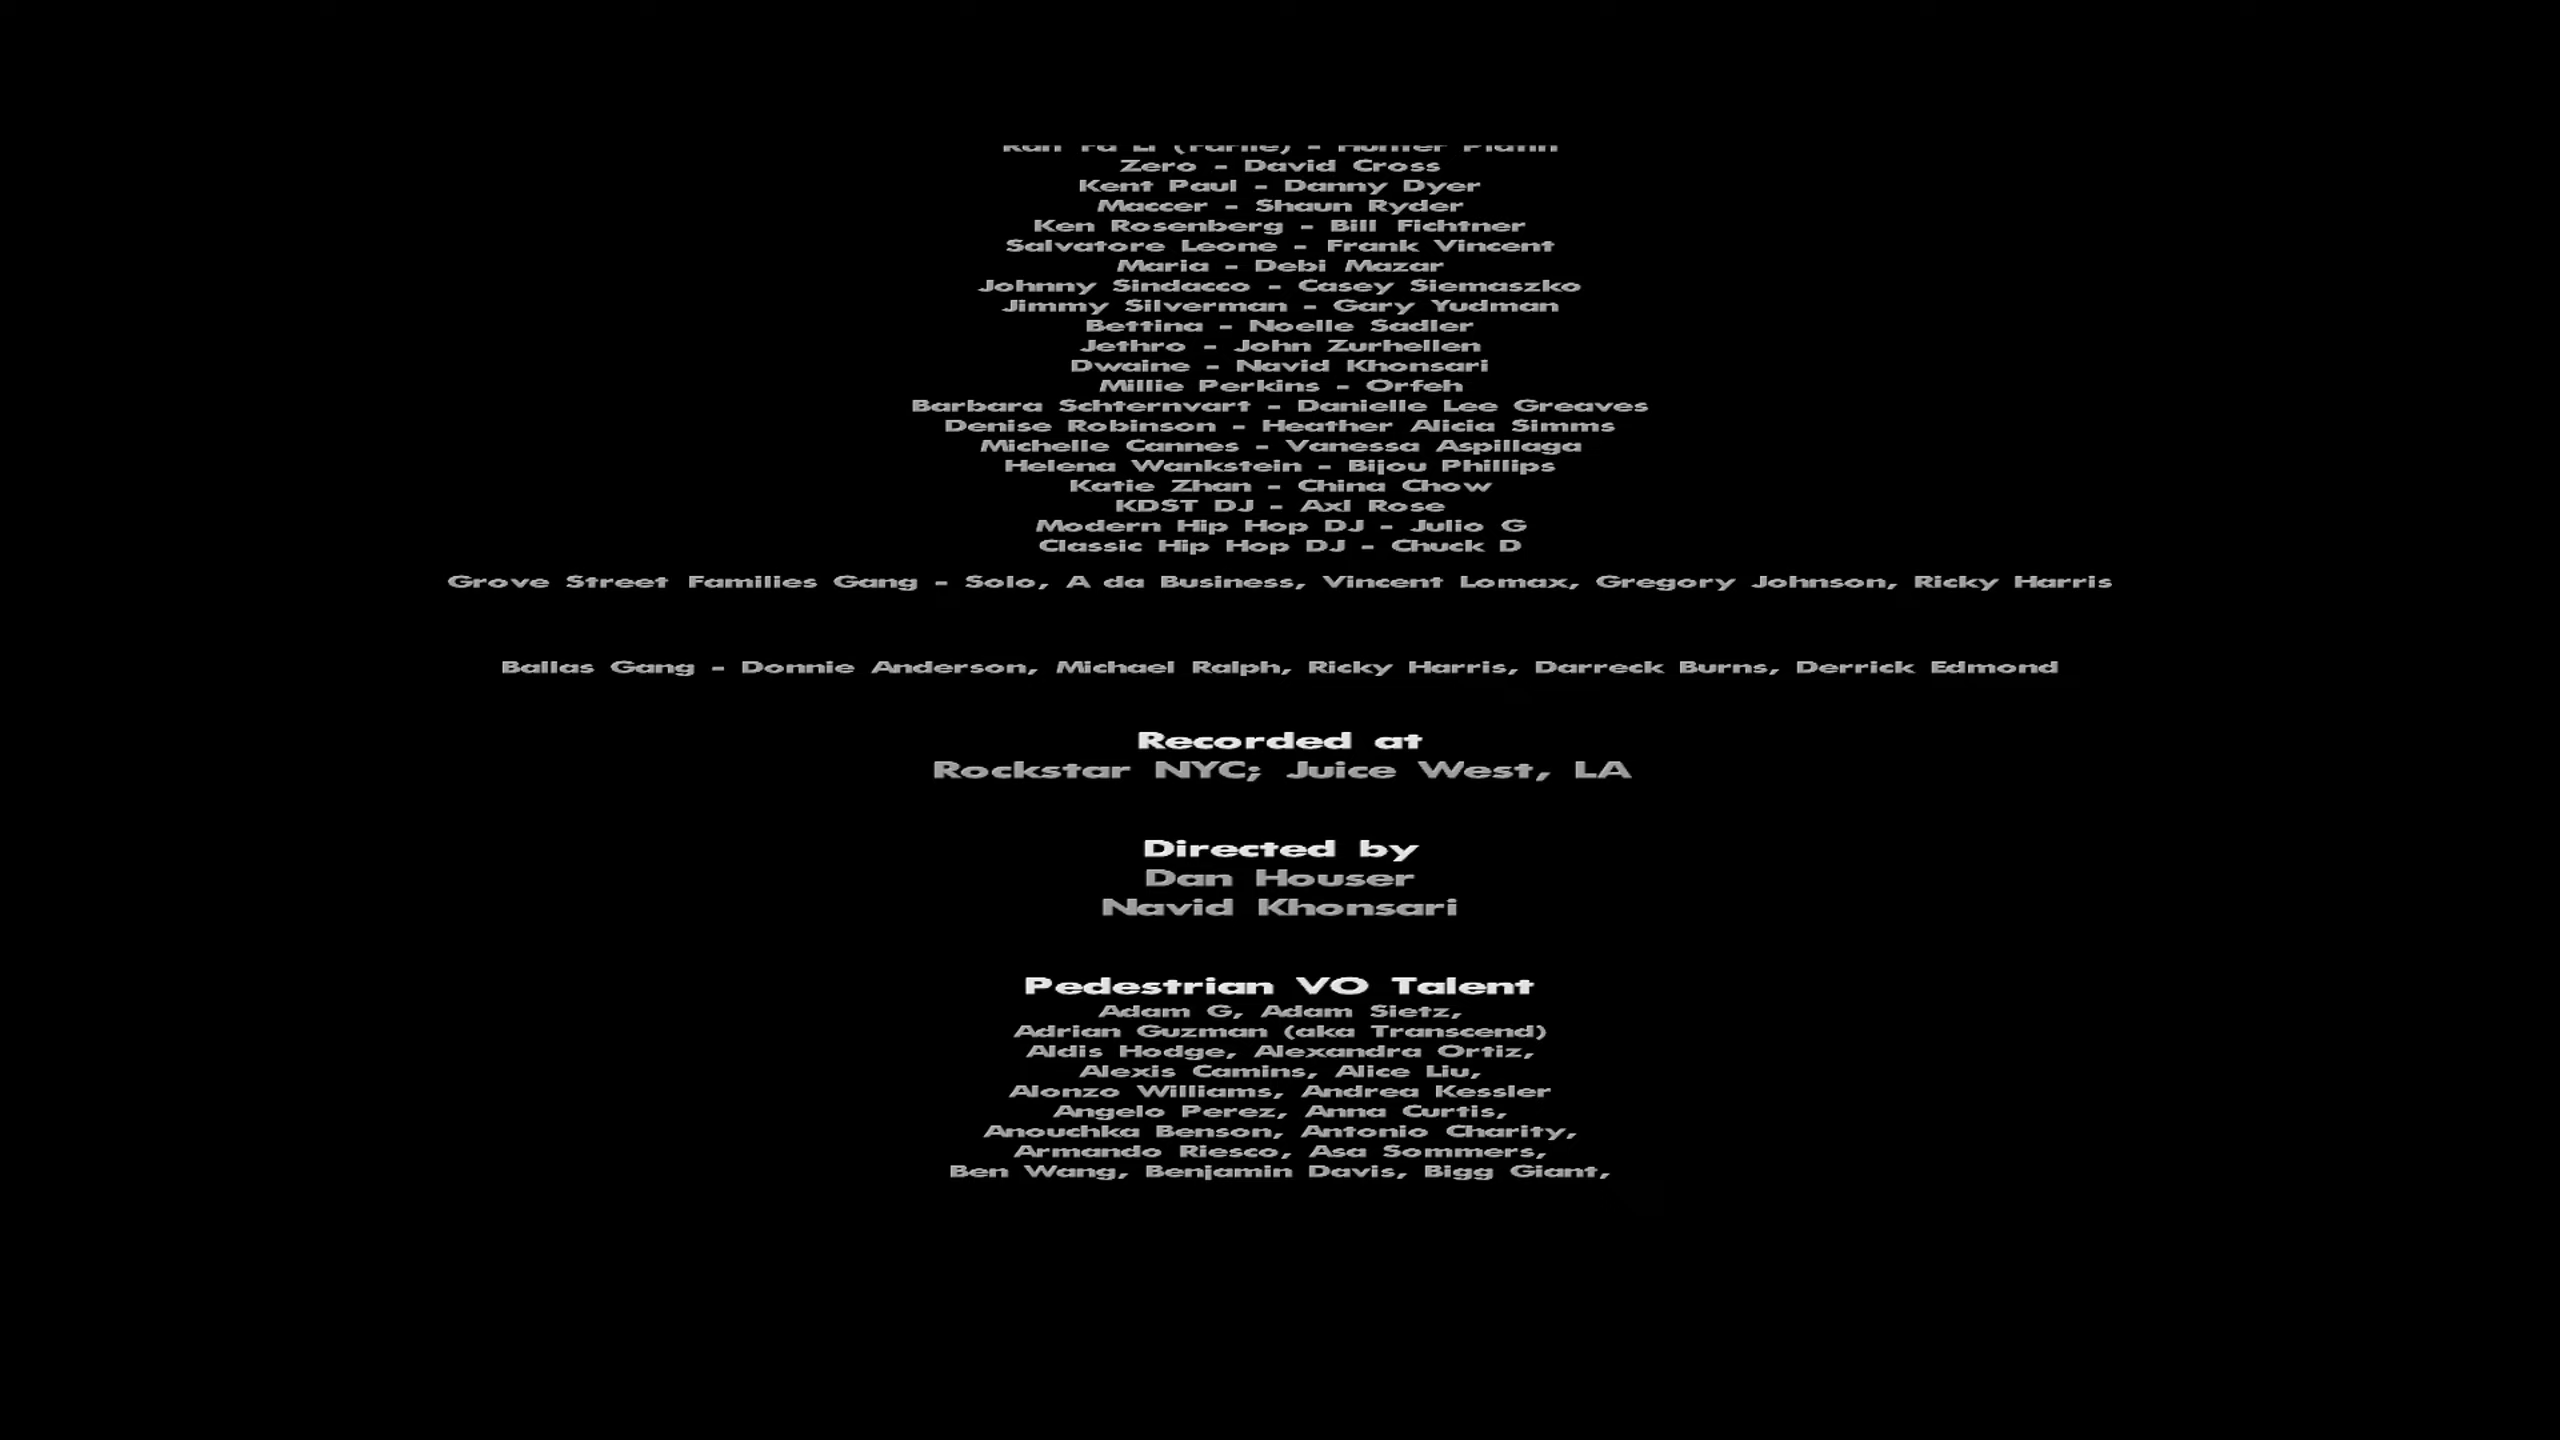 Zero - David Cross
Kent Paul - Danny Dyer
Maccer - Shaun Ryder
Ken Rosenberg - Bill Fichtner
Salvatore Leone - Frank Vincent
Maria - Debi Mazar
Johnny Sindacco - Casey Siemaszko
Jimmy Silverman - Gary Yudman
Bettina - Noelle Sadler
Jethro - John Zurhellen
Dwaine - Navid Khonsari
Millie Perkins - Orfeh
Barbara Schternvart - Danielle Lee Greaves
Denise Robinson - Heather Alicia Simms
Michelle Cannes - Vanessa Aspillaga
Helena Wankstein - Bijou Phillips
Katie Zhan - China Chow
KDST DJ - Axl Rose
Modern Hip Hop DJ - Julio G
Classic Hip Hop DJ - Chuck D
Grove Street Families Gang - Solo, A da Business, Vincent Lomax, Gregory Johnson, Ricky Harris
Ballas Gang - Donnie Anderson, Michael Ralph, Ricky Harris, Darreck Burns, Derrick Edmond
Recorded at
Rockstar NYC; Juice West, LA
Directed by
Dan Houser
Navid Khonsari
Pedestrian VO Talent
Adam G, Adam Sietz,
Adrian Guzman (aka Transcend)
Aldis Hodge, Alexandra Ortiz,
Alexis Camins, Alice Liu,
Alonzo Williams, Andrea Kessler
Angelo Perez, Anna Curtis,
Anouchka Benson, Antonio Charity,
Armando Riesco, Asa Sommers,
Ben Wang, Benjamin Davis, Bigg Giant,